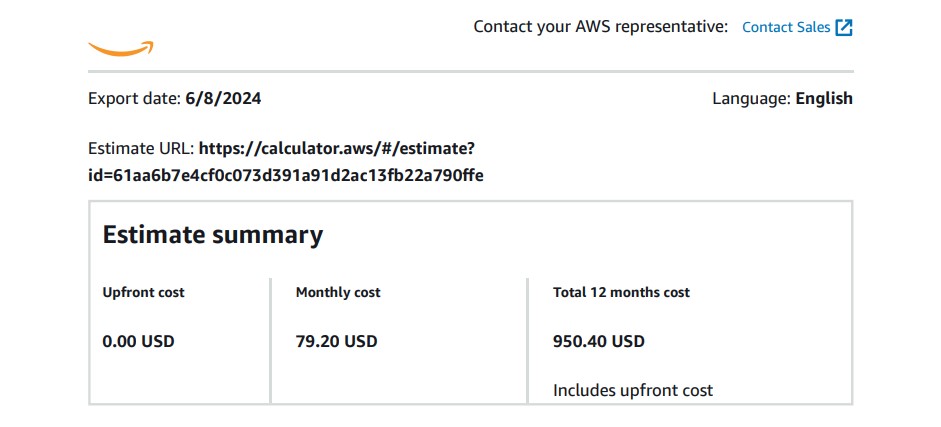 Contact your AWS representative: Contact Sales
Export date: 6/8/2024
Language: English
Estimate URL: https://calculator.aws/#/estimate?
id=61aa6b7e4cf0c073d391a91d2ac13fb22a790ffe
Estimate summary
Upfront cost
Monthly cost
Total 12 months cost
0.00 USD
79.20 USD
950.40 USD
Includes upfront cost